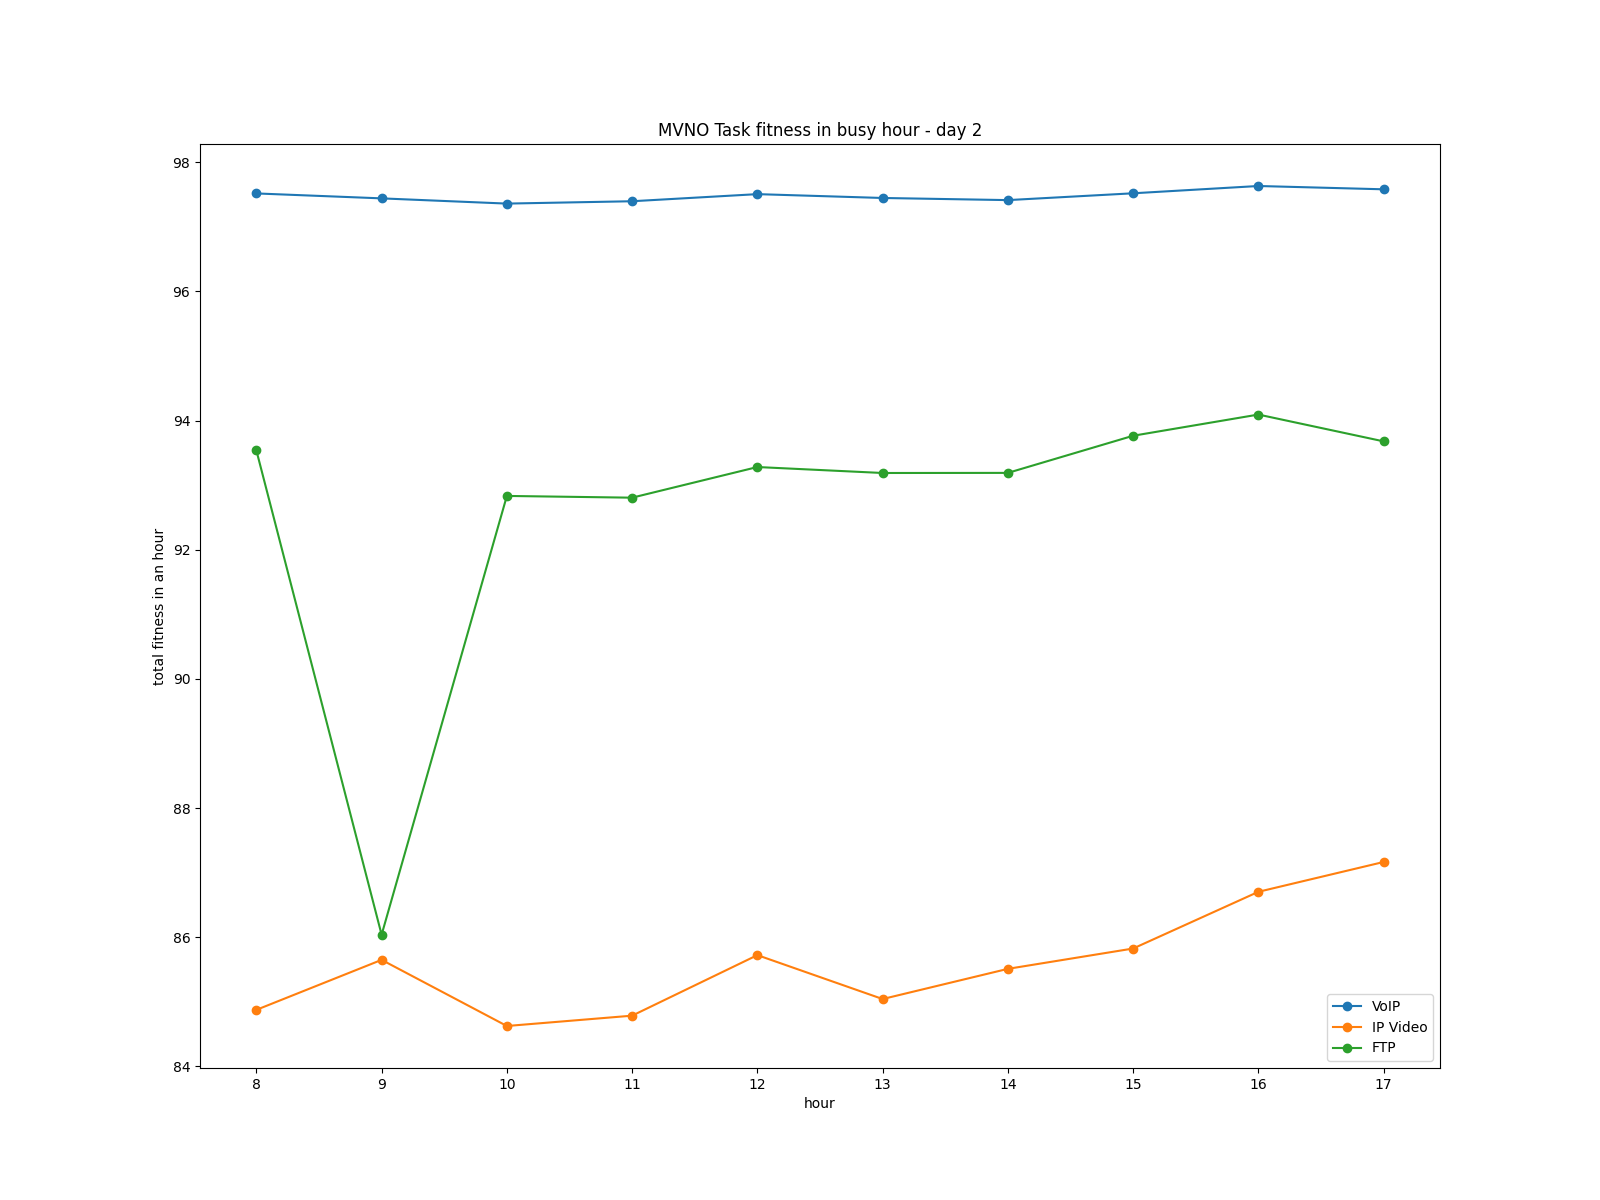 MVNO Task fitness in busy hour - day 2
98
96
94
92
90
88
86
84
total fitness in an hour
8 9 10 11 12 13 14 15 16 17
hour
VoIP
IP Video
FTP